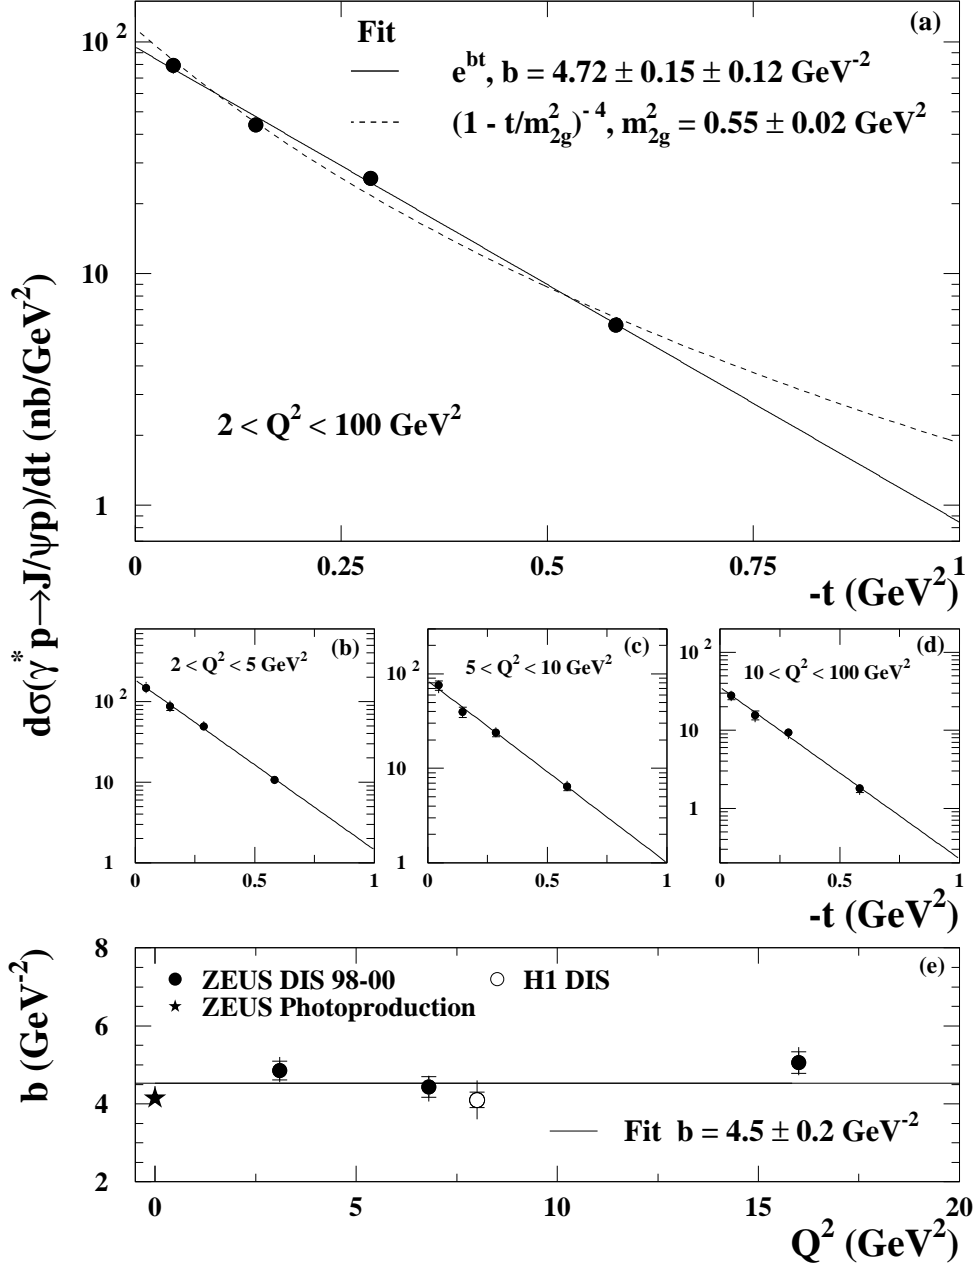 (a)
Fit
e^bt, b = 4.72 ± 0.15 ± 0.12 GeV^-2
(1 - t/m^2_2g)^-4, m^2_2g = 0.55 ± 0.02 GeV^2
2 < Q^2 < 100 GeV^2
10^2
10
1
0 0.25 0.5 0.75 1
-t (GeV^2)
dσ(γ^* p→J/ψp)/dt (nb/GeV^2)
(b)
2 < Q^2 < 5 GeV^2
10^2
10
1
0 0.5 1
(c)
5 < Q^2 < 10 GeV^2
10^2
10
1
0 0.5 1
(d)
10 < Q^2 < 100 GeV^2
10^2
10
1
0 0.5 1
-t (GeV^2)
(e)
ZEUS DIS 98-00
H1 DIS
ZEUS Photoproduction
Fit b = 4.5 ± 0.2 GeV^-2
b (GeV^-2)
8
6
4
2
0 5 10 15 20
Q^2 (GeV^2)